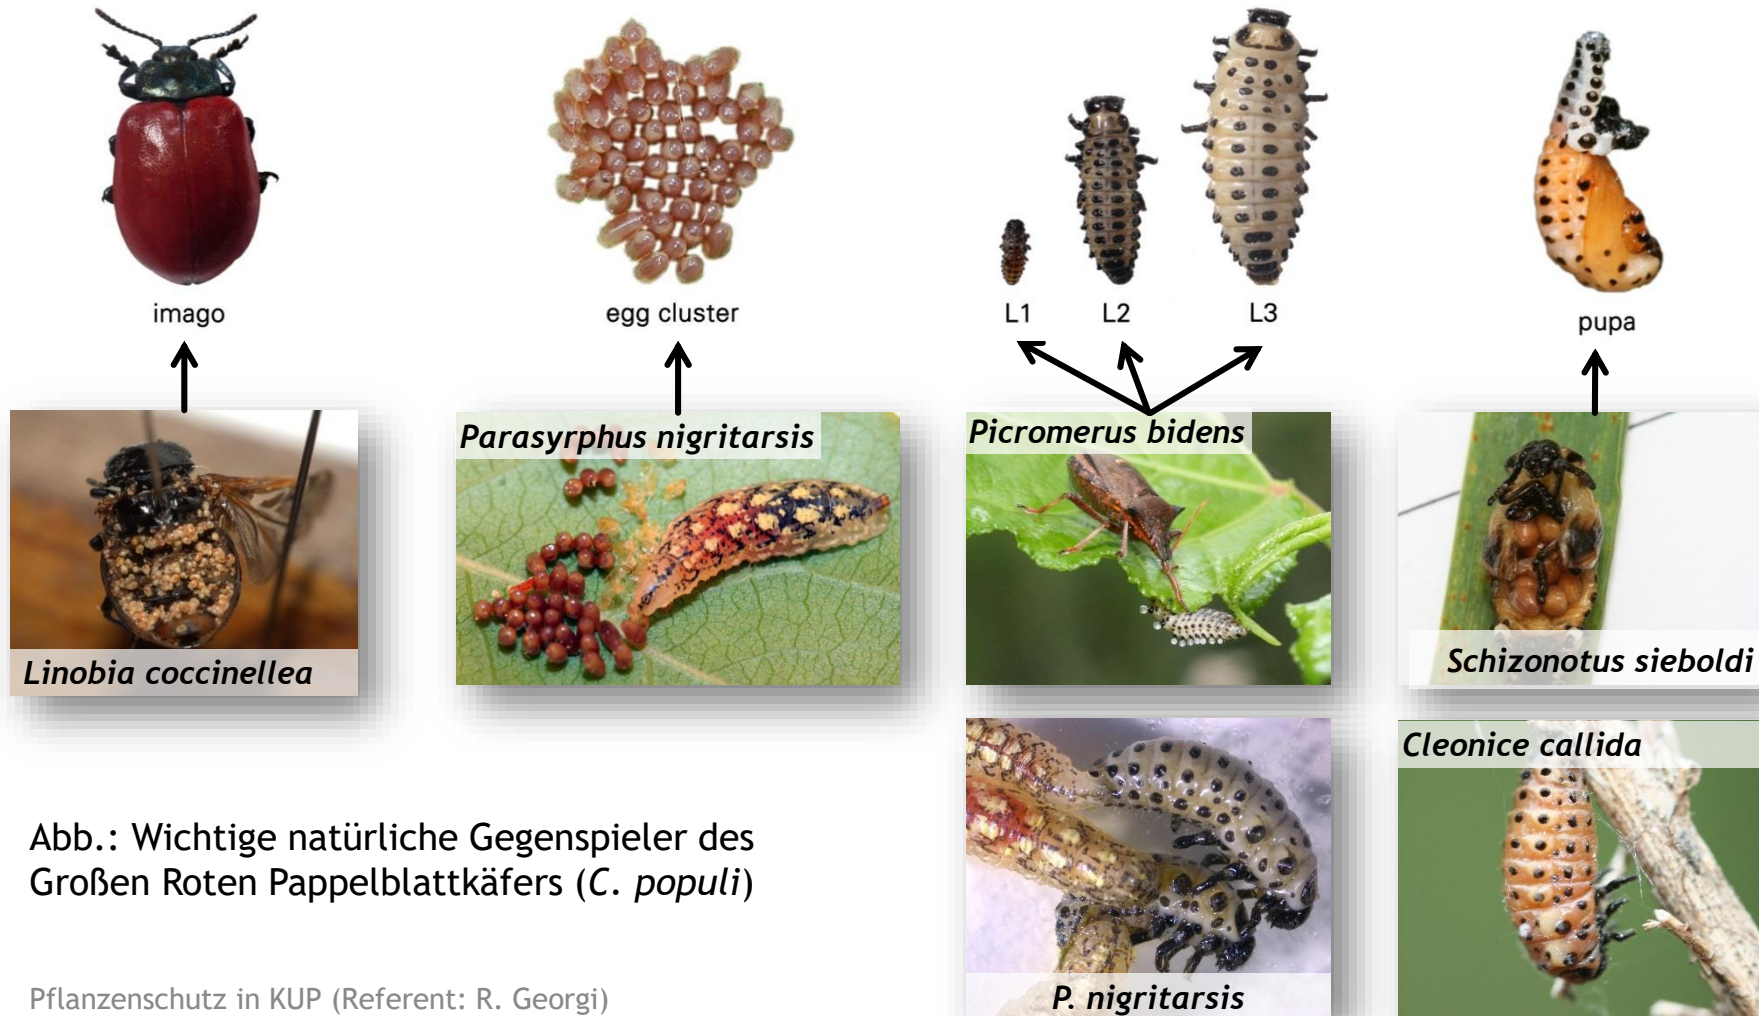 imago
egg cluster
L1
L2
L3
pupa
Linobia coccinellea
Parasyrphus nigritarsis
Picromerus bidens
Schizonotus sieboldi
P. nigritarsis
Cleonice callida
Abb.: Wichtige natürliche Gegenspieler des
Großen Roten Pappelblattkäfers (C. populi)
Pflanzenschutz in KUP (Referent: R. Georgi)